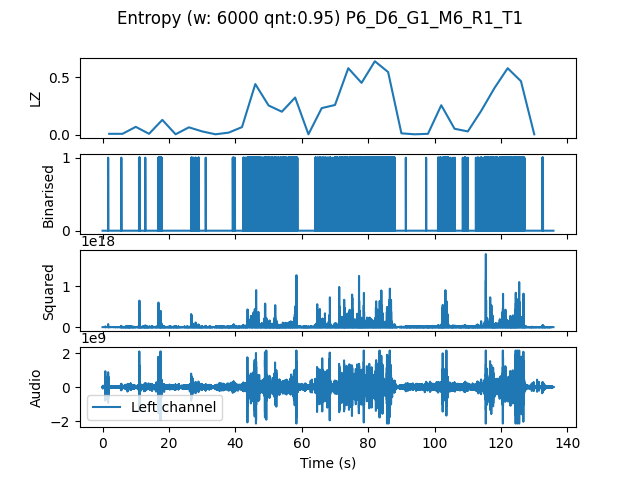 Entropy (w: 6000 qnt:0.95) P6_D6_G1_M6_R1_T1
0.5
0.0
LZ
1
0
Binarised
1e18
1
0
Squared
1e9
2
0
−2
Audio
Left channel
0 20 40 60 80 100 120 140
Time (s)